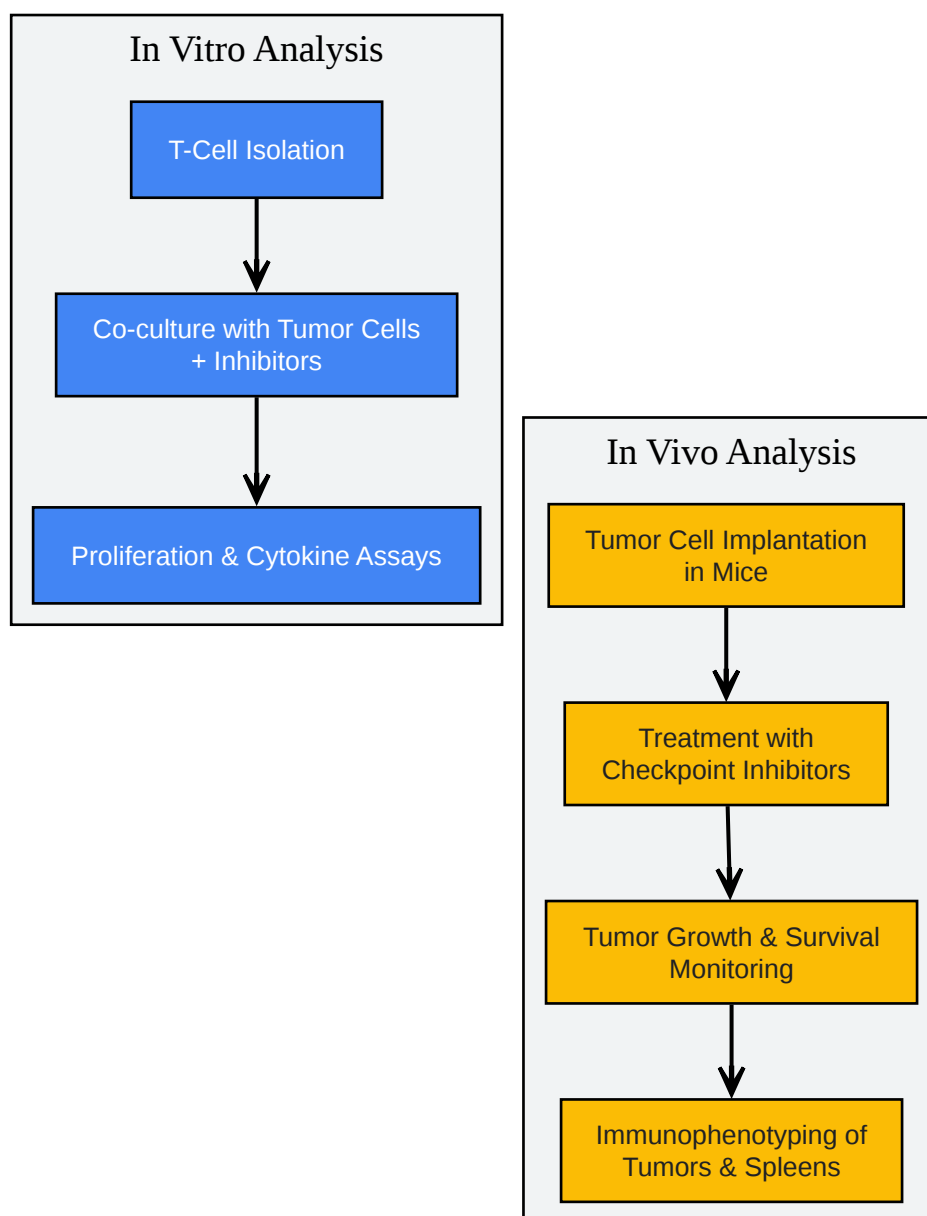 In Vitro Analysis
T-Cell Isolation
Co-culture with Tumor Cells
+ Inhibitors
Proliferation & Cytokine Assays
In Vivo Analysis
Tumor Cell Implantation
in Mice
Treatment with
Checkpoint Inhibitors
Tumor Growth & Survival
Monitoring
Immunophenotyping of
Tumors & Spleens